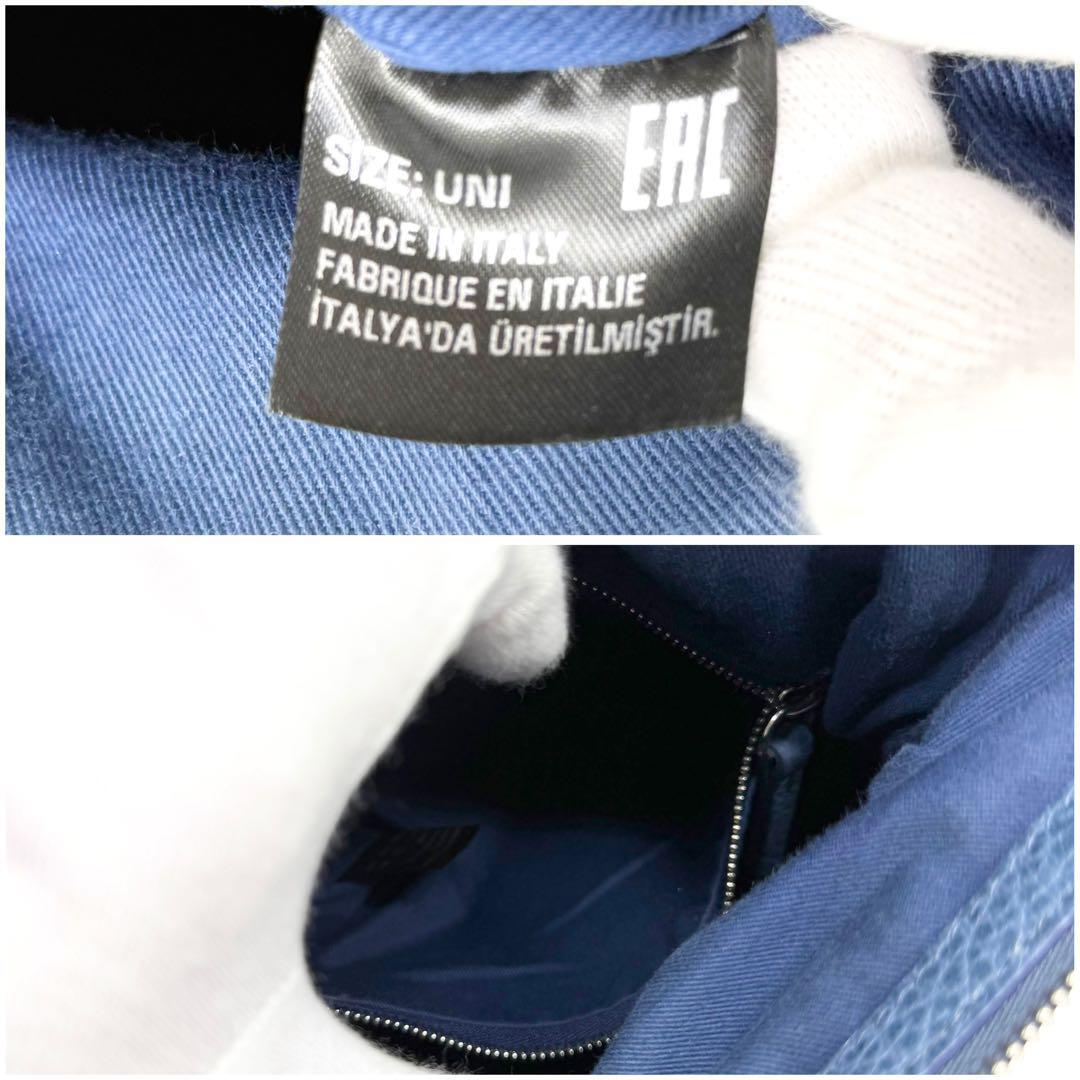 EAC
SIZE: UNI
MADE IN ITALY
FABRIQUE EN ITALIE
İTALYA'DA ÜRETİLMİŞTİR.